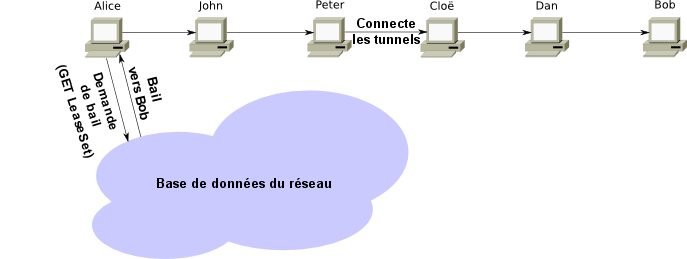 Alice
John
Peter
Cloë
Dan
Bob
Connecte
les tunnels
Demande
de bail
(GET LeaseSet)
Bail
vers Bob
Base de données du réseau